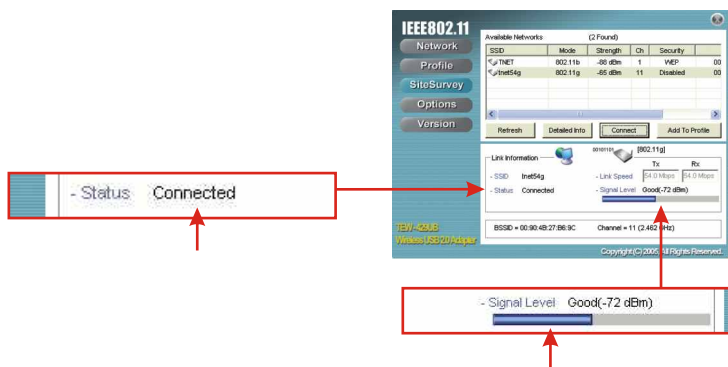 IEEE802.11
Network
Profile
SiteSurvey
Options
Version
TEW-429UB
Wireless USB 2.0 Adapter
Available Networks (2 Found)
SSID Mode Strength Ch Security
TNET 802.11b -88 dBm 1 WEP 00
tnet54g 802.11g -65 dBm 11 Disabled 00
Refresh Detailed Info Connect Add To Profile
Link Information 00101101 [802.11g]
Tx Rx
- SSID tnet54g - Link Speed 54.0 Mbps 54.0 Mbps
- Status Connected - Signal Level Good(-72 dBm)
BSSID = 00:90:4B:27:B6:9C Channel = 11 (2.462 GHz)
Copyright (C) 2005, All Rights Reserved.
- Status Connected
- Signal Level Good(-72 dBm)